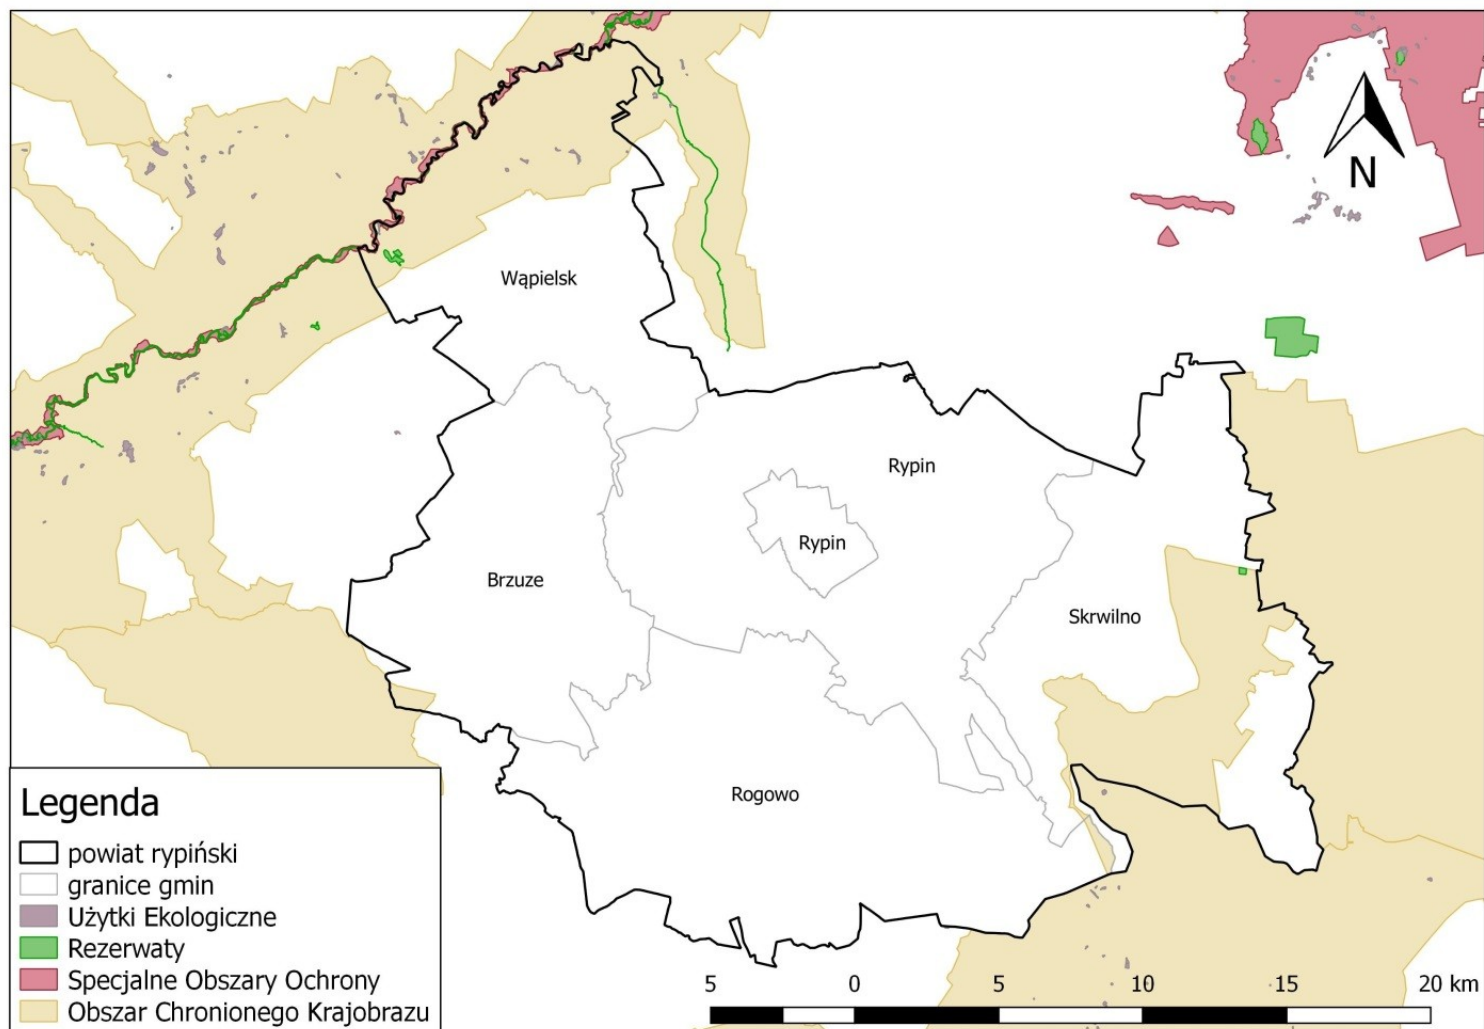 N
Wąpielsk
Rypin
Rypin
Brzuze
Skrwilno
Rogowo
Legenda
powiat rypiński
granice gmin
Użytki Ekologiczne
Rezerwaty
Specjalne Obszary Ochrony
Obszar Chronionego Krajobrazu
5 0 5 10 15 20 km